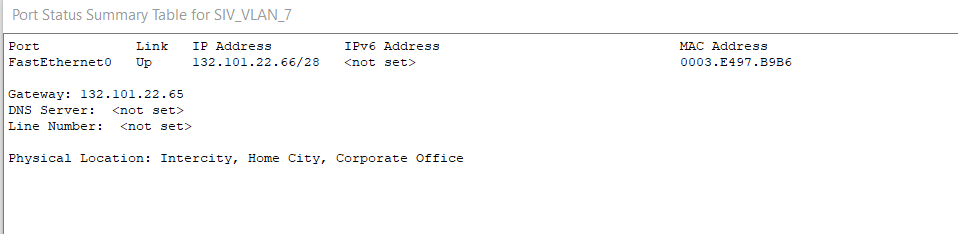 Port Status Summary Table for SIV_VLAN_7
Port Link IP Address IPv6 Address MAC Address
FastEthernet0 Up 132.101.22.66/28 <not set> 0003.E497.B9B6
Gateway: 132.101.22.65
DNS Server: <not set>
Line Number: <not set>
Physical Location: Intercity, Home City, Corporate Office